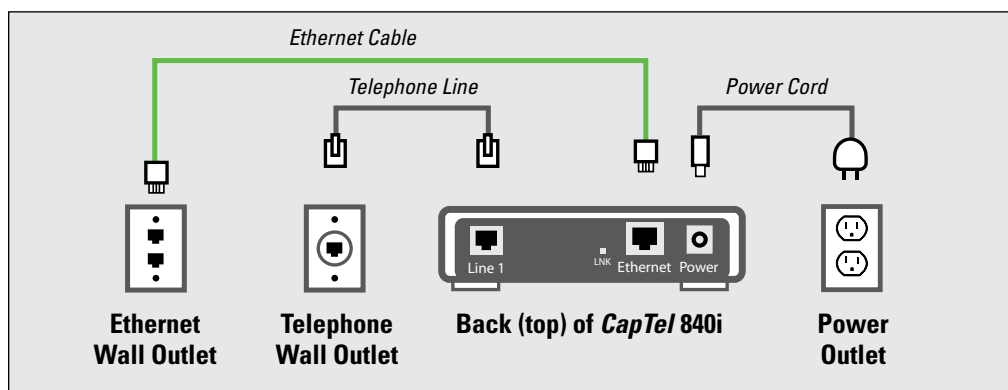 Ethernet Cable
Telephone Line
Power Cord
Line 1
LNK
Ethernet
Power
Ethernet
Wall Outlet
Telephone
Wall Outlet
Back (top) of CapTel 840i
Power
Outlet